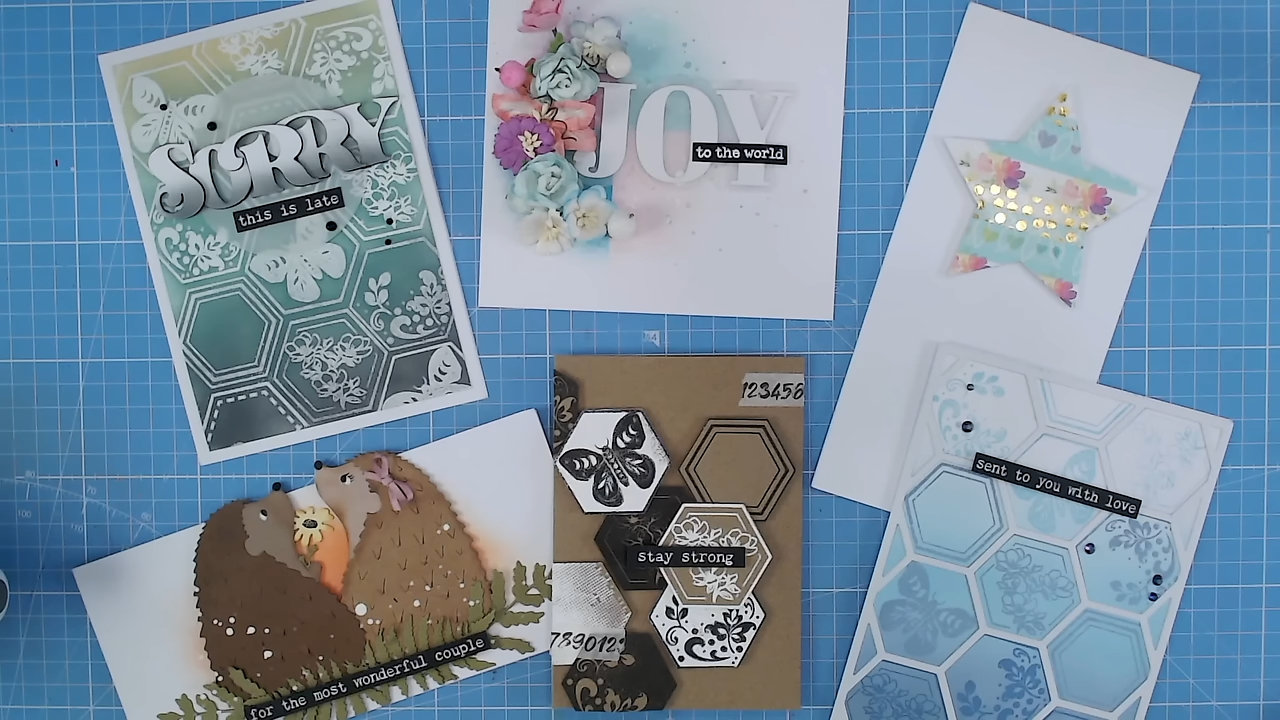 SORRY
this is late
JOY
to the world
sent to you with love
123456
stay strong
789012
for the most wonderful couple